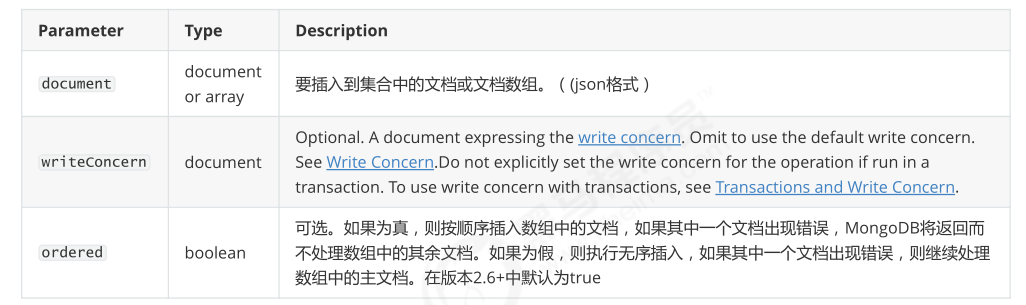 Parameter Type Description
document document or array 要插入到集合中的文档或文档数组。（(json格式）
writeConcern document Optional. A document expressing the write concern. Omit to use the default write concern.
See Write Concern.Do not explicitly set the write concern for the operation if run in a
transaction. To use write concern with transactions, see Transactions and Write Concern.
ordered boolean 可选。如果为真，则按顺序插入数组中的文档，如果其中一个文档出现错误，MongoDB将返回而
不处理数组中的其余文档。如果为假，则执行无序插入，如果其中一个文档出现错误，则继续处理
数组中的主文档。在版本2.6+中默认为true